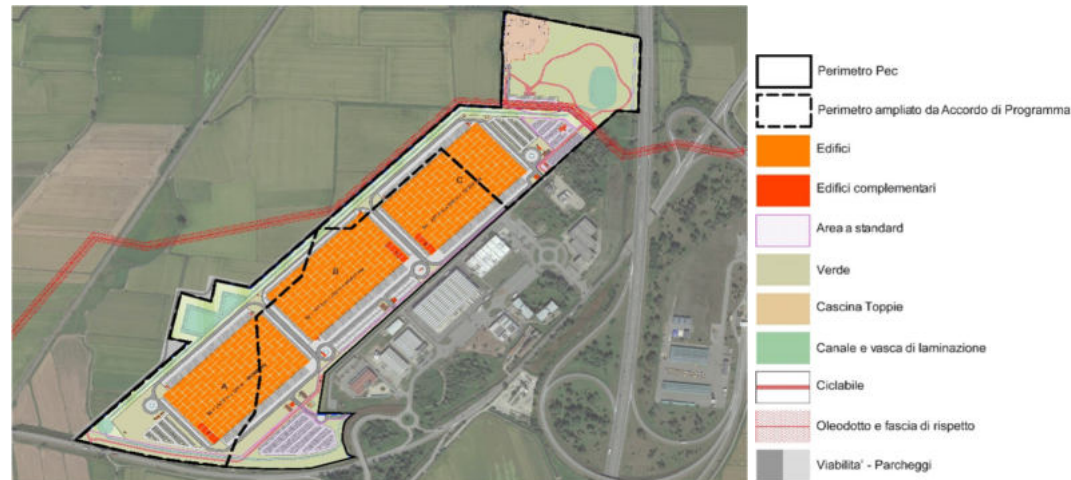 Perimetro Pec
Perimetro ampliato da Accordo di Programma
Edifici
Edifici complementari
Area a standard
Verde
Cascina Toppie
Canale e vasca di laminazione
Ciclabile
Oleodotto e fascia di rispetto
Viabilita' - Parcheggi
C
B
A